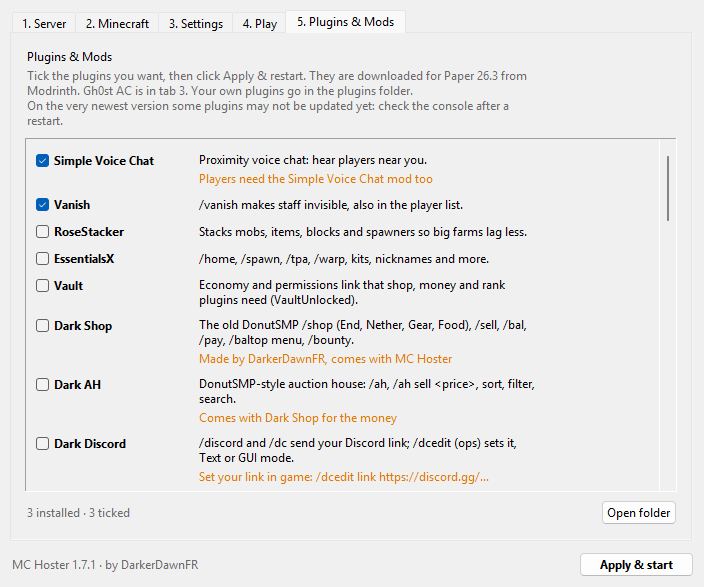 1. Server
2. Minecraft
3. Settings
4. Play
5. Plugins & Mods
Plugins & Mods
Tick the plugins you want, then click Apply & restart. They are downloaded for Paper 26.3 from
Modrinth. Gh0st AC is in tab 3. Your own plugins go in the plugins folder.
On the very newest version some plugins may not be updated yet: check the console after a
restart.
Simple Voice Chat
Proximity voice chat: hear players near you.
Players need the Simple Voice Chat mod too
Vanish
/vanish makes staff invisible, also in the player list.
RoseStacker
Stacks mobs, items, blocks and spawners so big farms lag less.
EssentialsX
/home, /spawn, /tpa, /warp, kits, nicknames and more.
Vault
Economy and permissions link that shop, money and rank
plugins need (VaultUnlocked).
Dark Shop
The old DonutSMP /shop (End, Nether, Gear, Food), /sell, /bal,
/pay, /baltop menu, /bounty.
Made by DarkerDawnFR, comes with MC Hoster
Dark AH
DonutSMP-style auction house: /ah, /ah sell <price>, sort, filter,
search.
Comes with Dark Shop for the money
Dark Discord
/discord and /dc send your Discord link; /dcedit (ops) sets it,
Text or GUI mode.
Set your link in game: /dcedit link https://discord.gg/...
3 installed · 3 ticked
Open folder
MC Hoster 1.7.1 · by DarkerDawnFR
Apply & start